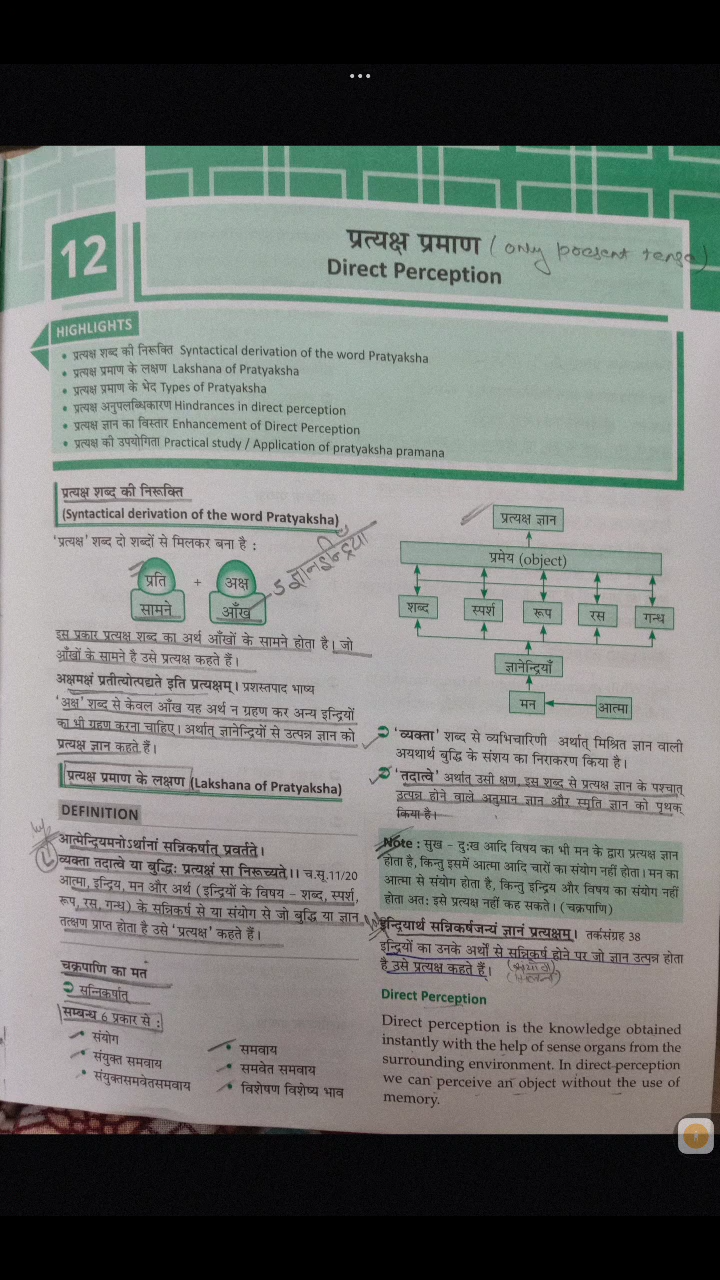 12
प्रत्यक्ष प्रमाण (only present tense)
Direct Perception
HIGHLIGHTS
• प्रत्यक्ष शब्द की निरूक्ति Syntactical derivation of the word Pratyaksha
• प्रत्यक्ष प्रमाण के लक्षण Lakshana of Pratyaksha
• प्रत्यक्ष प्रमाण के भेद Types of Pratyaksha
• प्रत्यक्ष अनुपलब्धिकारण Hindrances in direct perception
• प्रत्यक्ष ज्ञान का विस्तार Enhancement of Direct Perception
• प्रत्यक्ष की उपयोगिता Practical study / Application of pratyaksha pramana
प्रत्यक्ष शब्द की निरूक्ति
(Syntactical derivation of the word Pratyaksha)
'प्रत्यक्ष' शब्द दो शब्दों से मिलकर बना है :
प्रति + अक्ष
सामने आँख
5 ज्ञानइन्द्रियाँ
इस प्रकार प्रत्यक्ष शब्द का अर्थ आँखों के सामने होता है। जो
आँखों के सामने है उसे प्रत्यक्ष कहते हैं।
अक्षमक्षं प्रतीत्योत्पद्यते इति प्रत्यक्षम्। प्रशस्तपाद भाष्य
'अक्ष' शब्द से केवल आँख यह अर्थ न ग्रहण कर अन्य इन्द्रियों
का भी ग्रहण करना चाहिए। अर्थात् ज्ञानेन्द्रियों से उत्पन्न ज्ञान को
प्रत्यक्ष ज्ञान कहते हैं।
प्रत्यक्ष प्रमाण के लक्षण (Lakshana of Pratyaksha)
DEFINITION
आत्मेन्द्रियमनोऽर्थानां सन्निकर्षात् प्रवर्तते।
व्यक्ता तदात्वे या बुद्धिः प्रत्यक्षं सा निरूच्यते।। च.सू.11/20
आत्मा, इन्द्रिय, मन और अर्थ (इन्द्रियों के विषय - शब्द, स्पर्श,
रूप, रस, गन्ध) के सन्निकर्ष से या संयोग से जो बुद्धि या ज्ञान
तत्क्षण प्राप्त होता है उसे 'प्रत्यक्ष' कहते हैं।
चक्रपाणि का मत
सन्निकर्षात्
सम्बन्ध 6 प्रकार से :
• संयोग
• संयुक्त समवाय
• संयुक्तसमवेतसमवाय
• समवाय
• समवेत समवाय
• विशेषण विशेष्य भाव
प्रत्यक्ष ज्ञान
प्रमेय (object)
शब्द स्पर्श रूप रस गन्ध
ज्ञानेन्द्रियाँ
मन आत्मा
'व्यक्ता' शब्द से व्यभिचारिणी अर्थात् मिश्रित ज्ञान वाली
अयथार्थ बुद्धि के संशय का निराकरण किया है।
'तदात्वे' अर्थात् उसी क्षण, इस शब्द से प्रत्यक्ष ज्ञान के पश्चात्
उत्पन्न होने वाले अनुमान ज्ञान और स्मृति ज्ञान को पृथक्
किया है।
Note : सुख - दुःख आदि विषय का भी मन के द्वारा प्रत्यक्ष ज्ञान
होता है, किन्तु इसमें आत्मा आदि चारों का संयोग नहीं होता। मन का
आत्मा से संयोग होता है, किन्तु इन्द्रिय और विषय का संयोग नहीं
होता अतः इसे प्रत्यक्ष नहीं कह सकते। (चक्रपाणि)
इन्द्रियार्थ सन्निकर्षजन्यं ज्ञानं प्रत्यक्षम्। तर्कसंग्रह 38
इन्द्रियों का उनके अर्थों से सन्निकर्ष होने पर जो ज्ञान उत्पन्न होता
है उसे प्रत्यक्ष कहते हैं।
Direct Perception
Direct perception is the knowledge obtained
instantly with the help of sense organs from the
surrounding environment. In direct perception
we can perceive an object without the use of
memory.